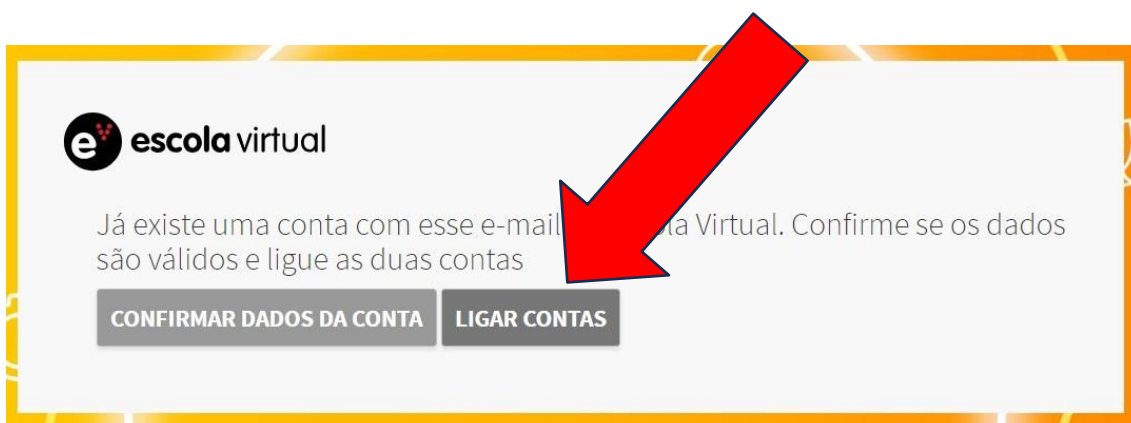 escola virtual
Já existe uma conta com esse e-mail Virtual. Confirme se os dados
são válidos e ligue as duas contas
CONFIRMAR DADOS DA CONTA LIGAR CONTAS